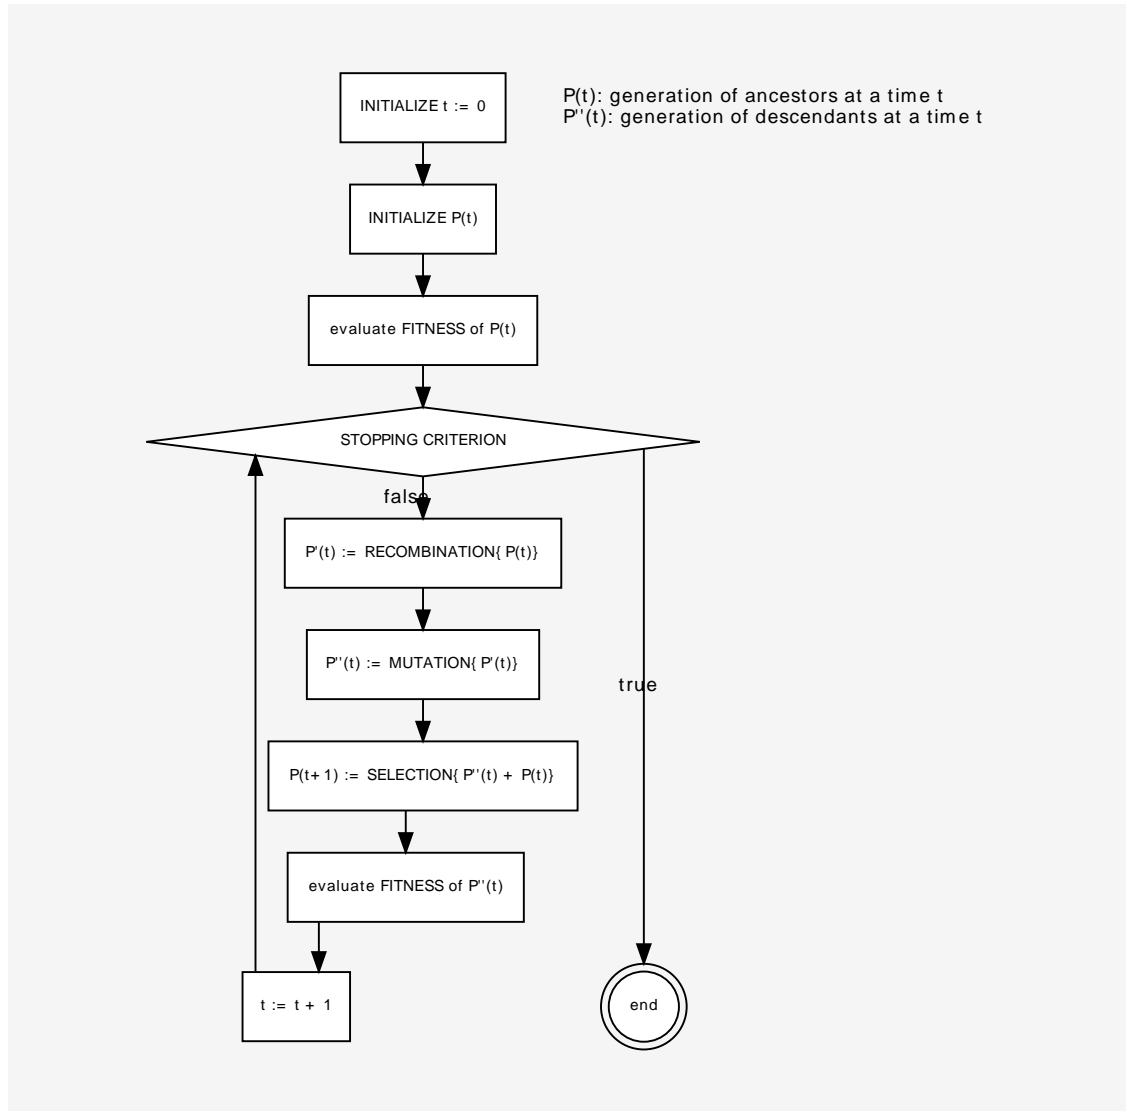 INITIALIZE t := 0
P(t): generation of ancestors at a time t
P''(t): generation of descendants at a time t
INITIALIZE P(t)
evaluate FITNESS of P(t)
STOPPING CRITERION
false
P'(t) := RECOMBINATION{P(t)}
P''(t) := MUTATION{P'(t)}
true
P(t+1) := SELECTION{P''(t) + P(t)}
evaluate FITNESS of P''(t)
t := t + 1
end